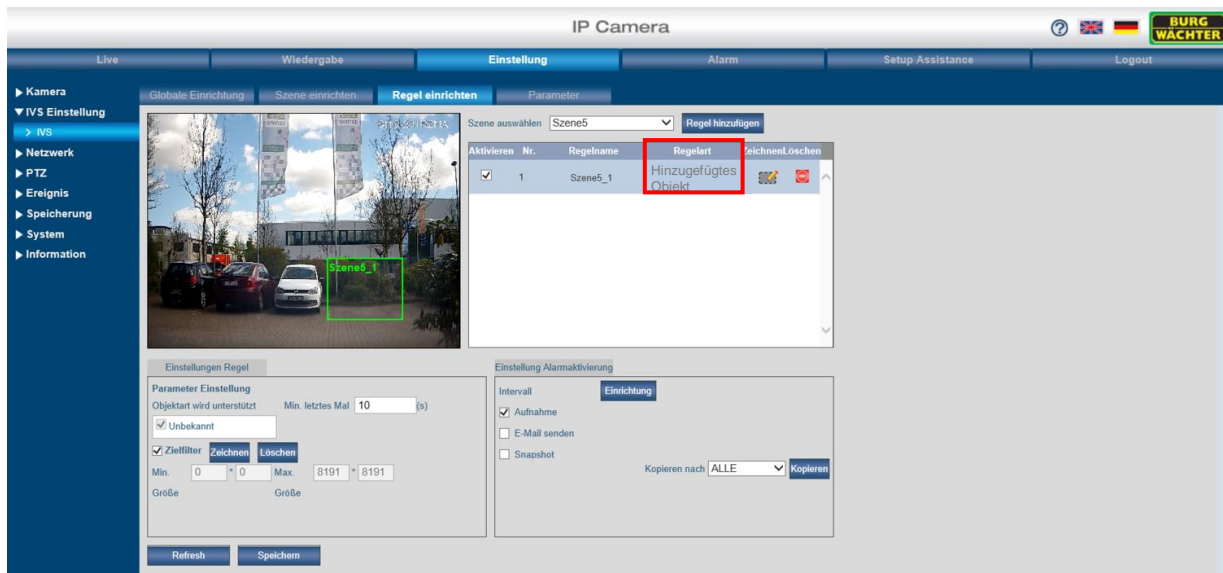 IP Camera
BURG
WÄCHTER
Live Wiedergabe Einstellung Alarm Setup Assistance Logout
Kamera
IVS Einstellung
> IVS
Netzwerk
PTZ
Ereignis
Speicherung
System
Information
Globale Einrichtung Szene einrichten Regel einrichten Parameter
Szene5_1
Szene auswählen Szene5 Regel hinzufügen
Aktivieren Nr. Regelname Regelart Zeichnen Löschen
1 Szene5_1 Hinzugefügtes
Objekt
Einstellungen Regel
Parameter Einstellung
Objektart wird unterstützt Min. letztes Mal 10 (s)
Unbekannt
Zielfilter Zeichnen Löschen
Min. 0 * 0 Max. 8191 * 8191
Größe Größe
Einstellung Alarmaktivierung
Intervall Einrichtung
Aufnahme
E-Mail senden
Snapshot
Kopieren nach ALLE Kopieren
Refresh Speichern